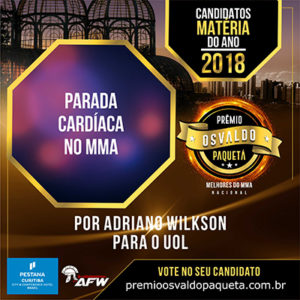 CANDIDATOS
MATÉRIA
DO ANO
2018
PARADA
CARDÍACA
NO MMA
PRÊMIO
OSVALDO
PAQUETÁ
MELHORES DO MMA
NACIONAL
POR ADRIANO WILKSON
PARA O UOL
PESTANA
CURITIBA
AFW
VOTE NO SEU CANDIDATO
premioosvaldopaqueta.com.br